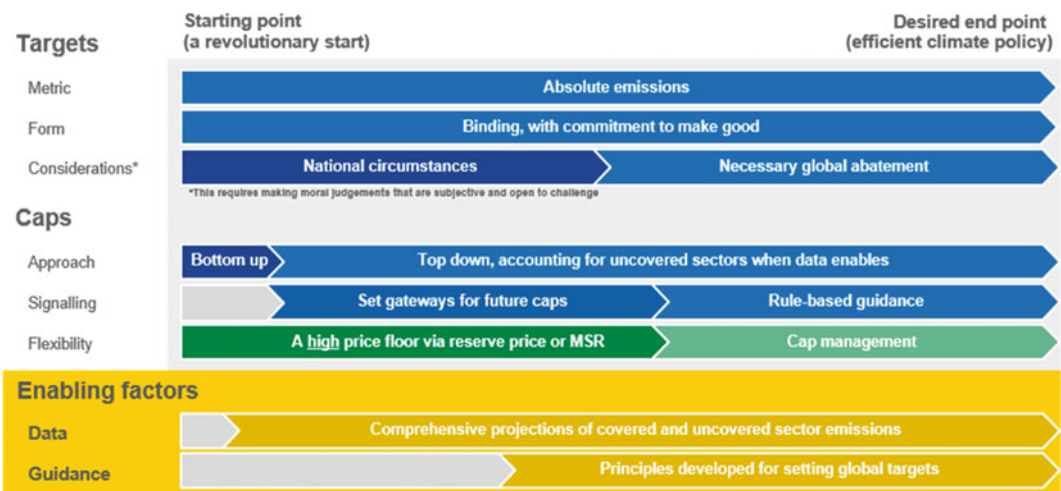 Starting point
(a revolutionary start)
Desired end point
(efficient climate policy)
Targets
Metric
Absolute emissions
Form
Binding, with commitment to make good
Considerations*
National circumstances
Necessary global abatement
*This requires making moral judgements that are subjective and open to challenge
Caps
Approach
Bottom up
Top down, accounting for uncovered sectors when data enables
Signalling
Set gateways for future caps
Rule-based guidance
Flexibility
A high price floor via reserve price or MSR
Cap management
Enabling factors
Data
Comprehensive projections of covered and uncovered sector emissions
Guidance
Principles developed for setting global targets